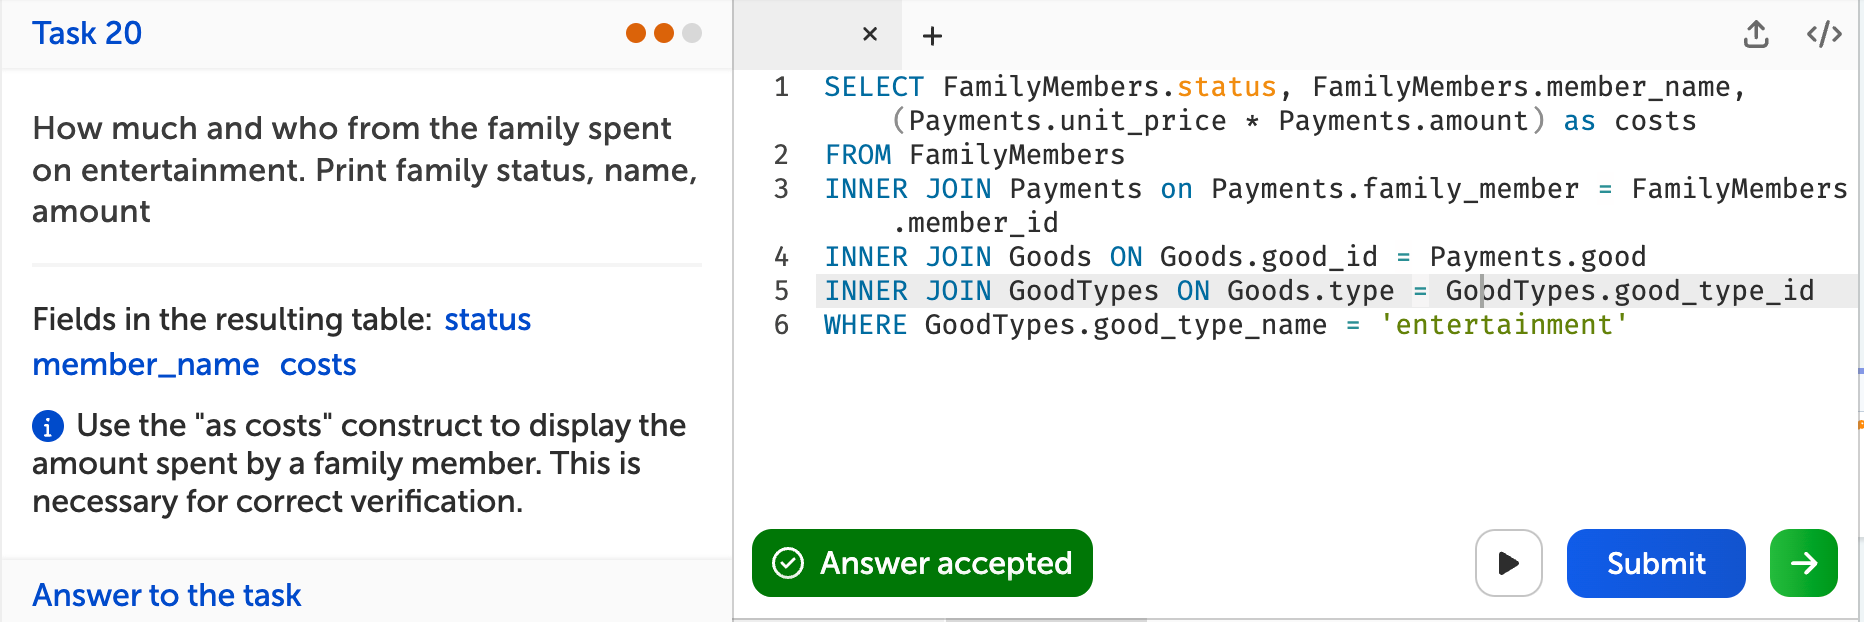 Task 20
How much and who from the family spent
on entertainment. Print family status, name,
amount
Fields in the resulting table: status
member_name costs
Use the "as costs" construct to display the
amount spent by a family member. This is
necessary for correct verification.
Answer to the task
1 SELECT FamilyMembers.status, FamilyMembers.member_name,
(Payments.unit_price * Payments.amount) as costs
2 FROM FamilyMembers
3 INNER JOIN Payments on Payments.family_member = FamilyMembers
.member_id
4 INNER JOIN Goods ON Goods.good_id = Payments.good
5 INNER JOIN GoodTypes ON Goods.type = GoodTypes.good_type_id
6 WHERE GoodTypes.good_type_name = 'entertainment'
Answer accepted
Submit